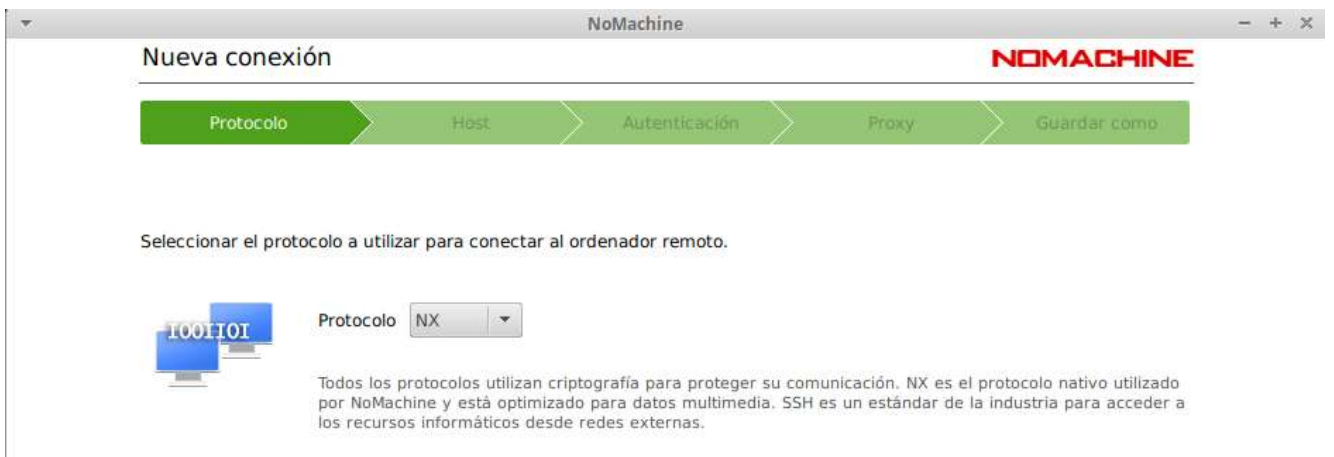 NoMachine
Nueva conexión
NOMACHINE
Protocolo
Host
Autenticación
Proxy
Guardar como
Seleccionar el protocolo a utilizar para conectar al ordenador remoto.
I00II0I
Protocolo NX
Todos los protocolos utilizan criptografía para proteger su comunicación. NX es el protocolo nativo utilizado
por NoMachine y está optimizado para datos multimedia. SSH es un estándar de la industria para acceder a
los recursos informáticos desde redes externas.